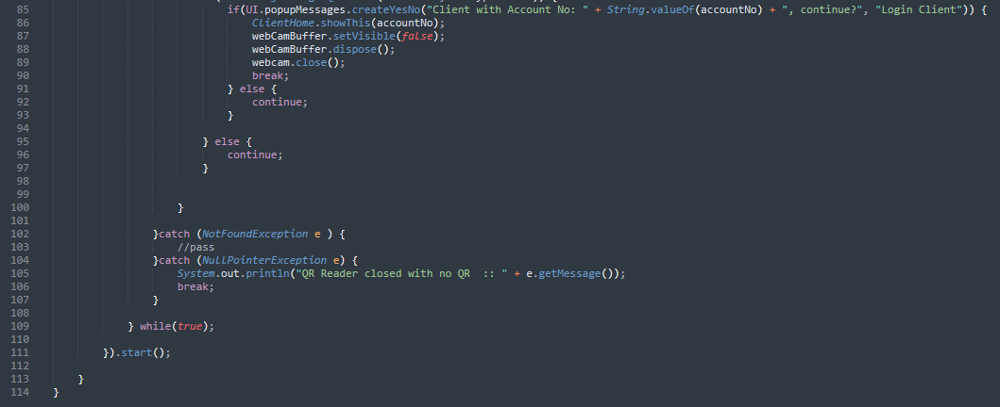 85 if(UI.popupMessages.createYesNo("Client with Account No: " + String.valueOf(accountNo) + ", continue?", "Login Client")) {
86 ClientHome.showThis(accountNo);
87 webCamBuffer.setVisible(false);
88 webCamBuffer.dispose();
89 webcam.close();
90 break;
91 } else {
92 continue;
93 }
94
95 } else {
96 continue;
97 }
98
99
100 }
101
102 }catch (NotFoundException e ) {
103 //pass
104 }catch (NullPointerException e) {
105 System.out.println("QR Reader closed with no QR  :: " + e.getMessage());
106 break;
107 }
108
109 } while(true);
110
111 }).start();
112
113 }
114 }